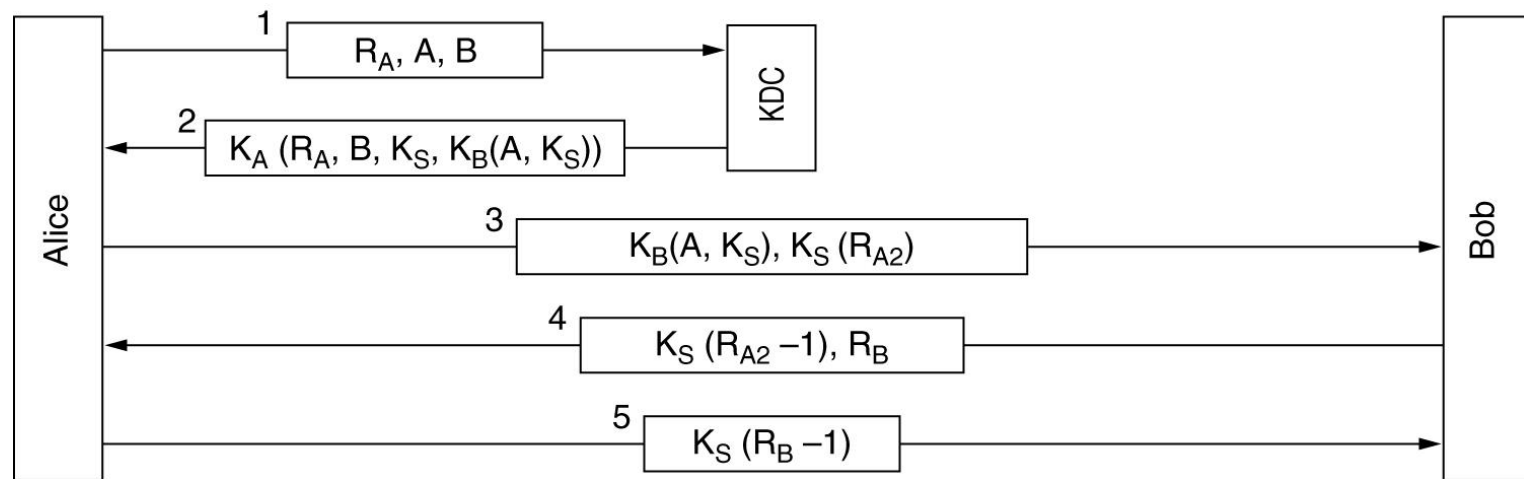 1
R_A, A, B
KDC
2
K_A (R_A, B, K_S, K_B(A, K_S))
Alice
3
K_B(A, K_S), K_S (R_A2)
Bob
4
K_S (R_A2 –1), R_B
5
K_S (R_B –1)